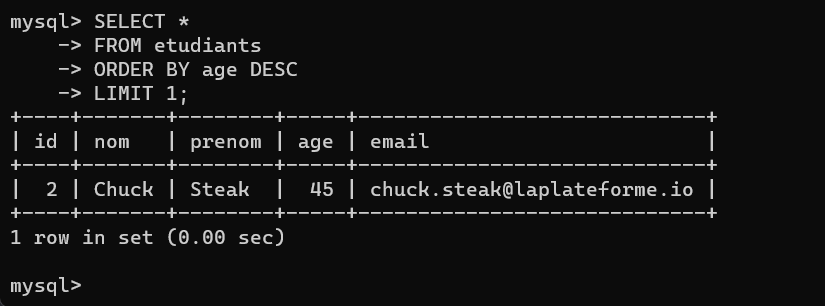 mysql> SELECT *
    -> FROM etudiants
    -> ORDER BY age DESC
    -> LIMIT 1;
+----+-------+--------+-----+-----------------------------+
| id | nom   | prenom | age | email                       |
+----+-------+--------+-----+-----------------------------+
|  2 | Chuck | Steak  |  45 | chuck.steak@laplateforme.io |
+----+-------+--------+-----+-----------------------------+
1 row in set (0.00 sec)

mysql>